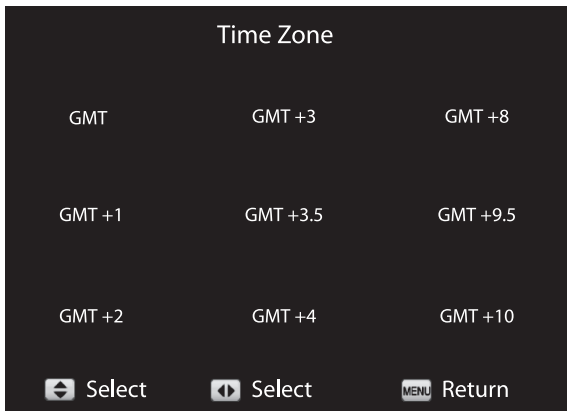 Time Zone
GMT GMT +3 GMT +8
GMT +1 GMT +3.5 GMT +9.5
GMT +2 GMT +4 GMT +10
Select Select MENU Return